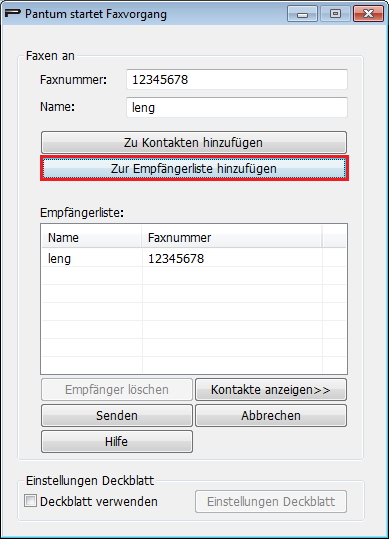 Pantum startet Faxvorgang
Faxen an
Faxnummer: 12345678
Name: leng
Zu Kontakten hinzufügen
Zur Empfängerliste hinzufügen
Empfängerliste:
Name Faxnummer
leng 12345678
Empfänger löschen Kontakte anzeigen>>
Senden Abbrechen
Hilfe
Einstellungen Deckblatt
Deckblatt verwenden Einstellungen Deckblatt